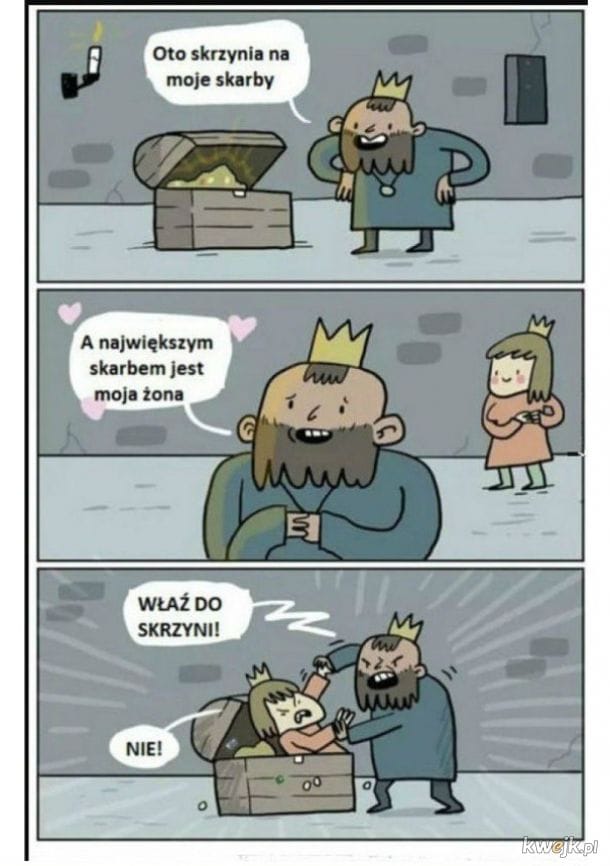 Oto skrzynia na
moje skarby
A największym
skarbem jest
moja żona
WŁAŹ DO
SKRZYNI!
NIE!
kwejk.pl